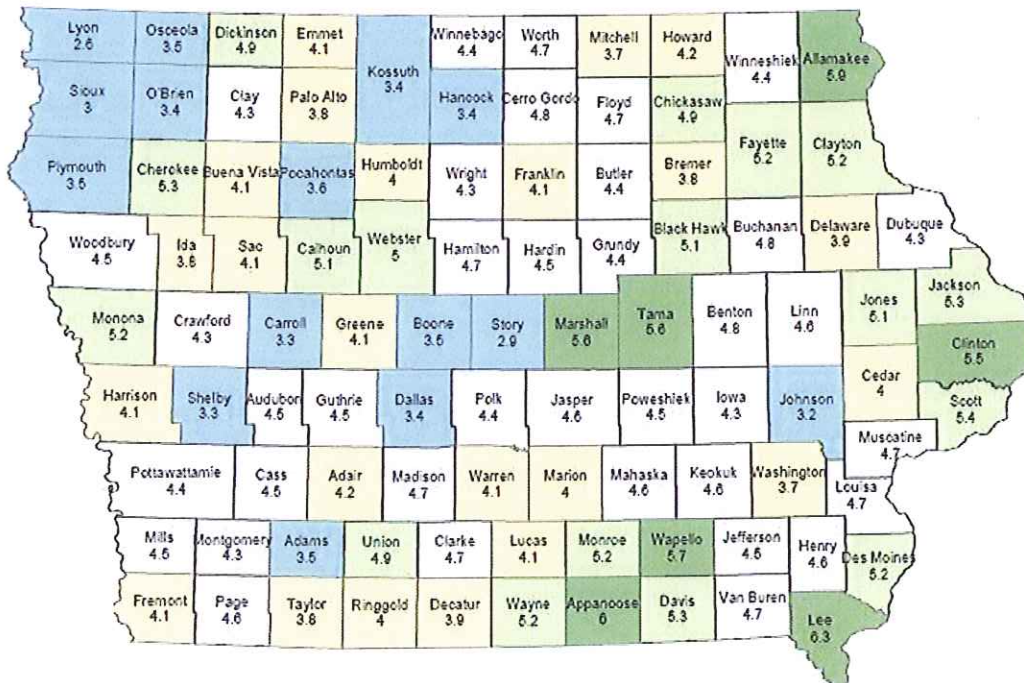 Lyon
2.6
Osceola
3.5
Dickinson
4.9
Emmet
4.1
Kossuth
3.4
Winnebago
4.4
Worth
4.7
Mitchell
3.7
Howard
4.2
Winneshiek
4.4
Allamakee
5.9
Sioux
3
O'Brien
3.4
Clay
4.3
Palo Alto
3.8
Hancock
3.4
Cerro Gordo
4.8
Floyd
4.7
Chickasaw
4.9
Fayette
5.2
Clayton
5.2
Plymouth
3.5
Cherokee
5.3
Buena Vista
4.1
Pocahontas
3.6
Humboldt
4
Wright
4.3
Franklin
4.1
Butler
4.4
Bremer
3.8
Woodbury
4.5
Ida
3.8
Sac
4.1
Calhoun
5.1
Webster
5
Hamilton
4.7
Hardin
4.5
Grundy
4.4
Black Hawk
5.1
Buchanan
4.8
Delaware
3.9
Dubuque
4.3
Monona
5.2
Crawford
4.3
Carroll
3.3
Greene
4.1
Boone
3.5
Story
2.9
Marshall
5.6
Tama
5.6
Benton
4.8
Linn
4.6
Jones
5.1
Jackson
5.3
Clinton
5.5
Harrison
4.1
Shelby
3.3
Audubon
4.5
Guthrie
4.5
Dallas
3.4
Polk
4.4
Jasper
4.6
Poweshiek
4.5
Iowa
4.3
Johnson
3.2
Cedar
4
Scott
5.4
Muscatine
4.7
Pottawattamie
4.4
Cass
4.5
Adair
4.2
Madison
4.7
Warren
4.1
Marion
4
Mahaska
4.6
Keokuk
4.6
Washington
3.7
Louisa
4.7
Mills
4.5
Montgomery
4.3
Adams
3.5
Union
4.9
Clarke
4.7
Lucas
4.1
Monroe
5.2
Wapello
5.7
Jefferson
4.5
Henry
4.6
Des Moines
5.2
Fremont
4.1
Page
4.6
Taylor
3.8
Ringgold
4
Decatur
3.9
Wayne
5.2
Appanoose
6
Davis
5.3
Van Buren
4.7
Lee
6.3